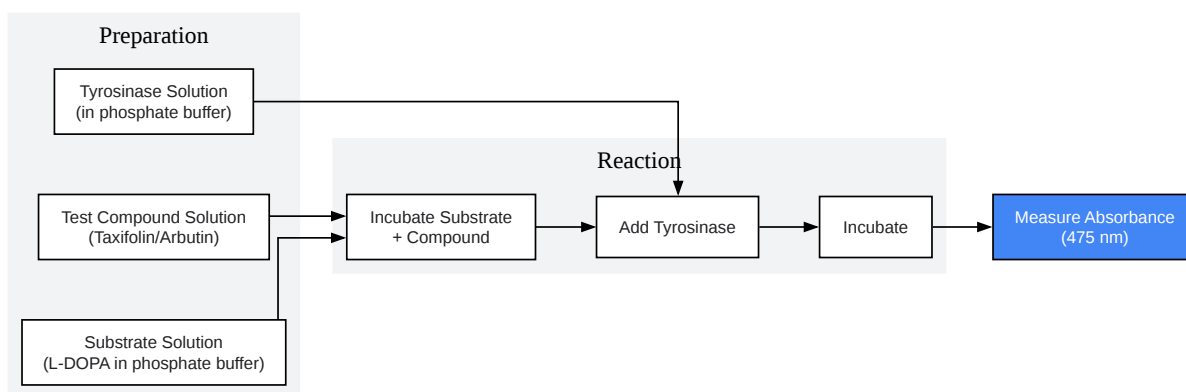 Preparation
Tyrosinase Solution
(in phosphate buffer)
Reaction
Test Compound Solution
(Taxifolin/Arbutin)
Incubate Substrate
+ Compound
Add Tyrosinase
Incubate
Measure Absorbance
(475 nm)
Substrate Solution
(L-DOPA in phosphate buffer)